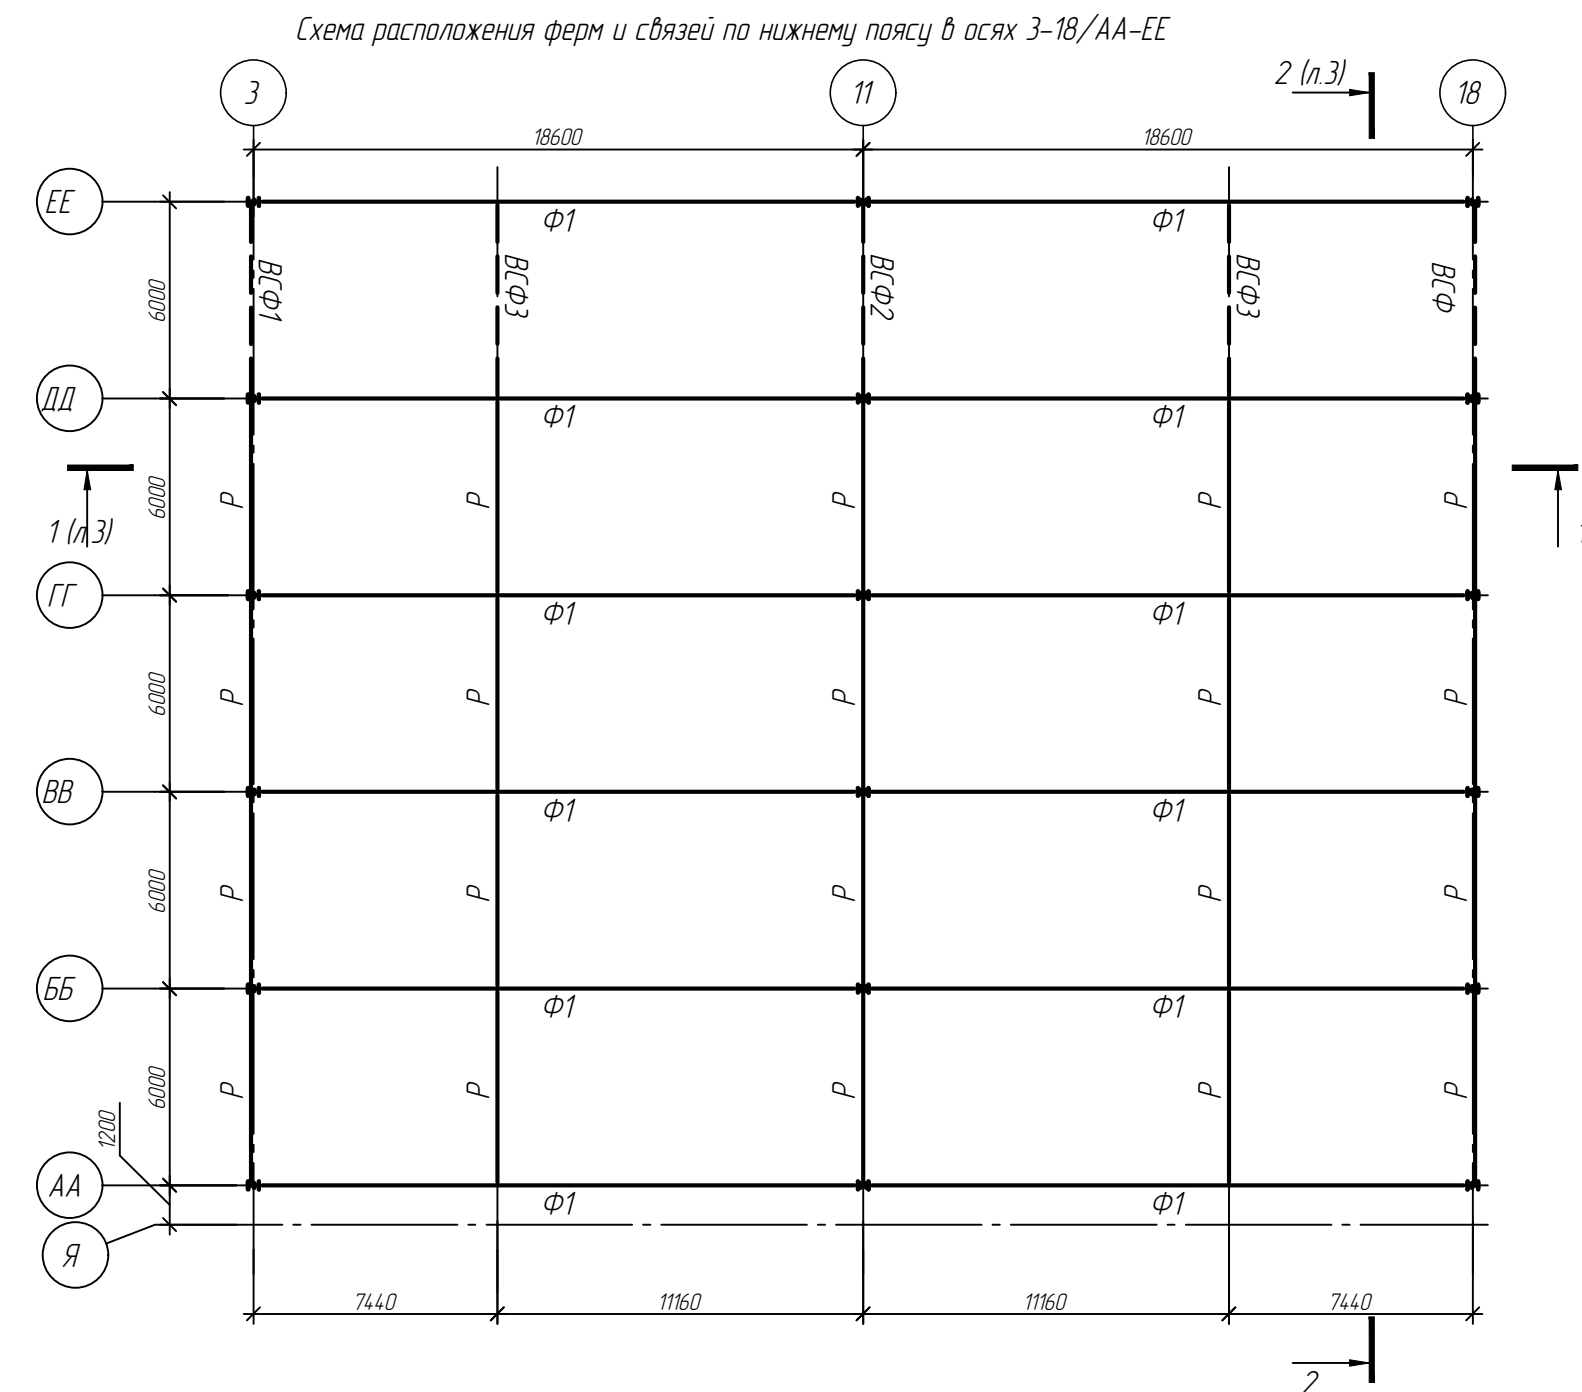 Схема расположения ферм и связей по нижнему поясу в осях 3-18/АА-ЕЕ
3
11
2 (л.3)
18
18600
18600
ЕЕ
Ф1
Ф1
6000
ВСФ1
ВСФ3
ВСФ2
ВСФ3
ВСФ
ДД
Ф1
Ф1
6000
Р
Р
Р
Р
Р
1 (л.3)
ГГ
Ф1
Ф1
6000
Р
Р
Р
Р
Р
ВВ
Ф1
Ф1
6000
Р
Р
Р
Р
Р
ББ
Ф1
Ф1
6000
Р
Р
Р
Р
Р
1200
АА
Ф1
Ф1
Я
7440
11160
11160
7440
2